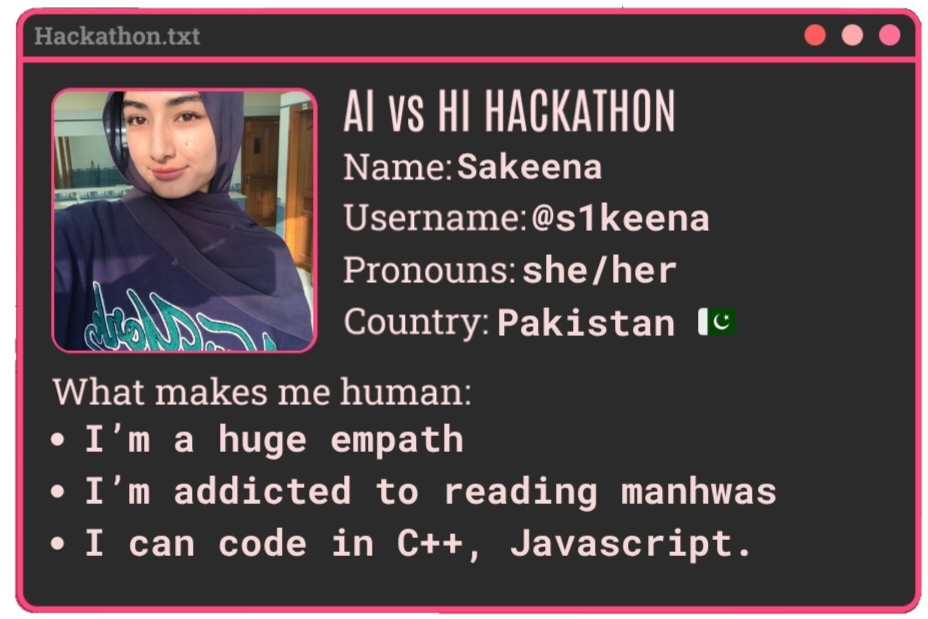 Hackathon.txt
AI vs HI HACKATHON
Name: Sakeena
Username: @s1keena
Pronouns: she/her
Country: Pakistan 🇵🇰
What makes me human:
• I'm a huge empath
• I'm addicted to reading manhwas
• I can code in C++, Javascript.